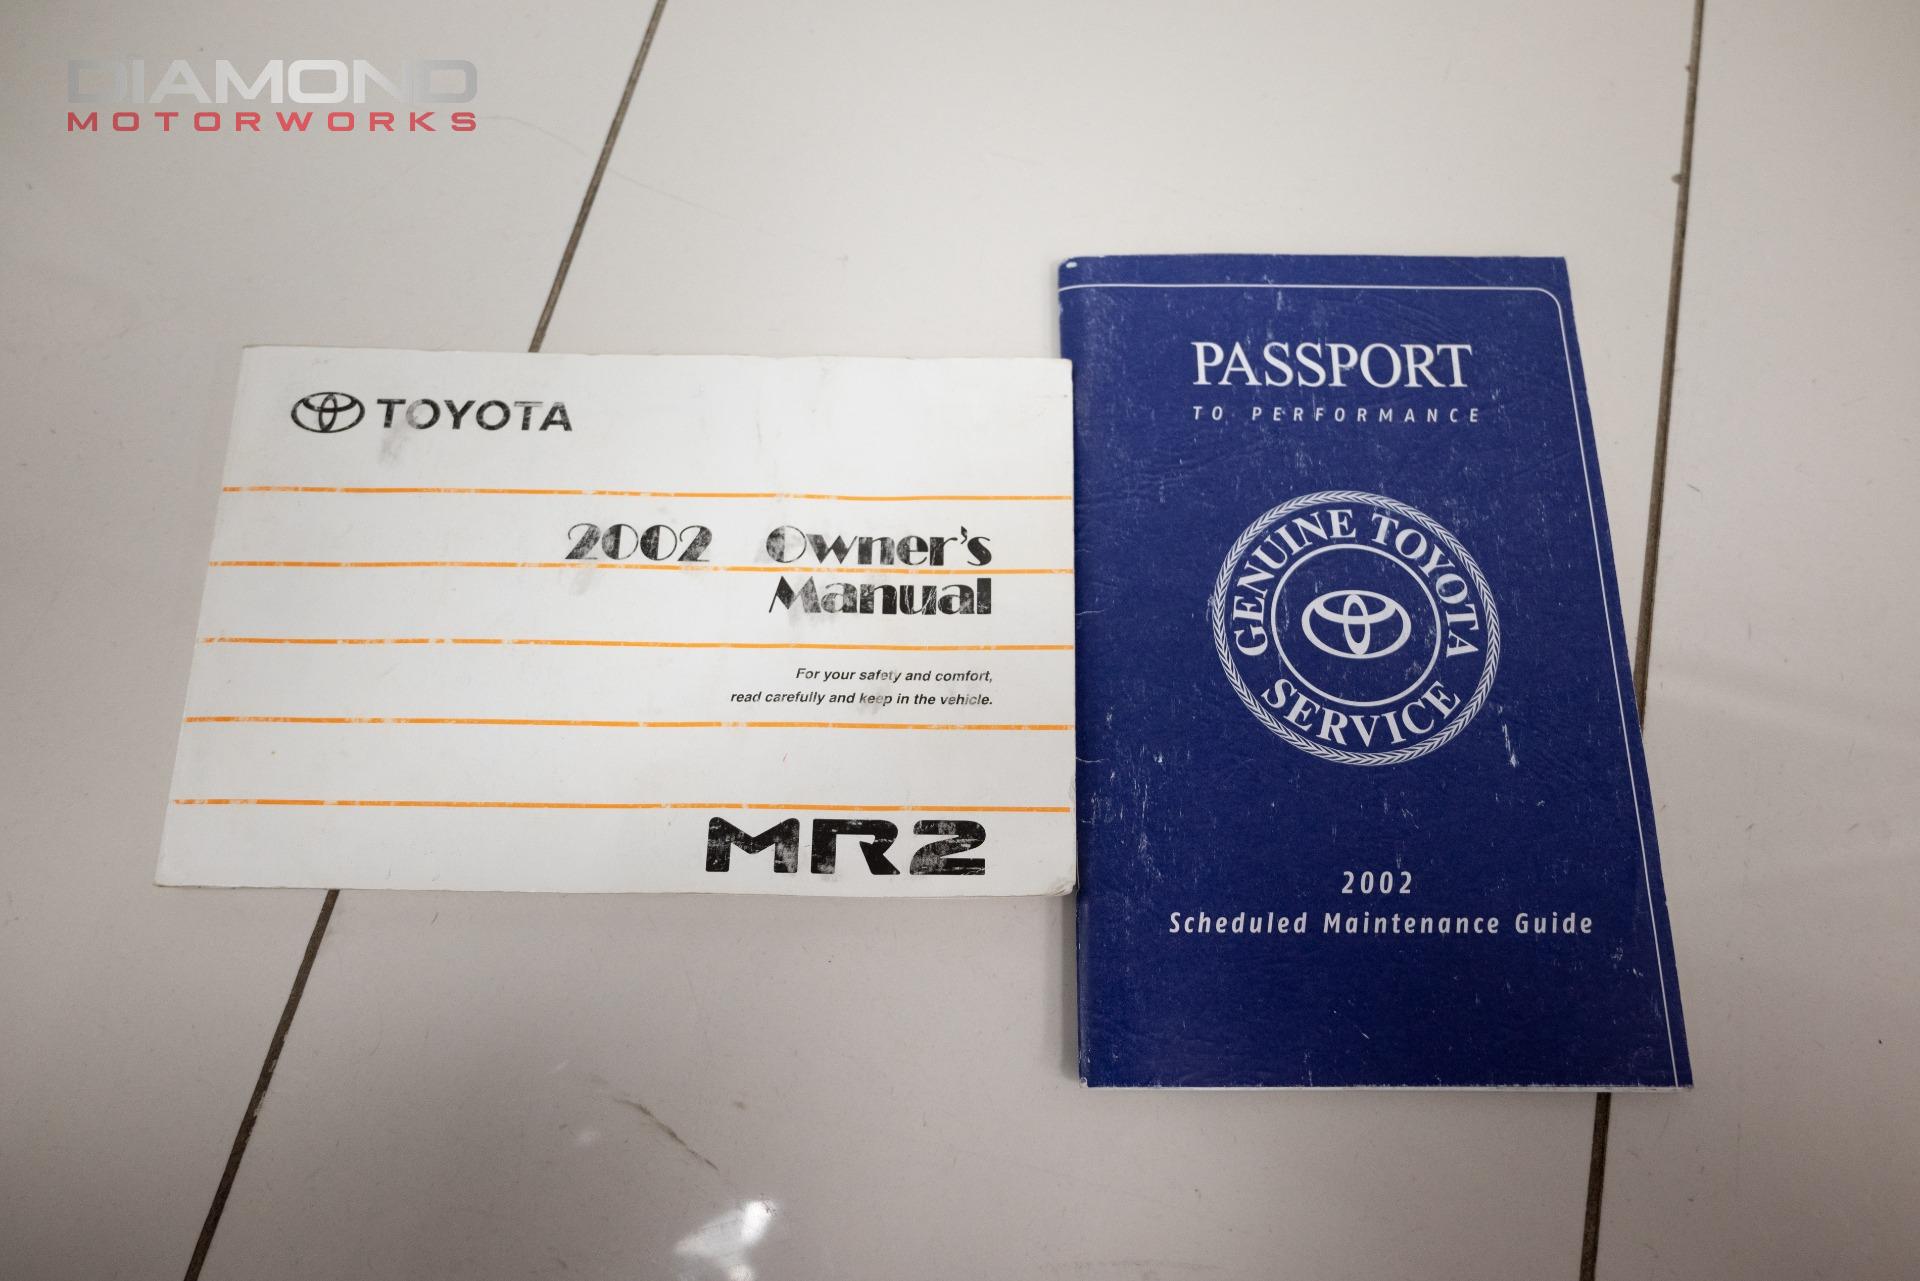 DIAMOND
MOTORWORKS
TOYOTA
2002 Owner's
Manual
For your safety and comfort,
read carefully and keep in the vehicle.
MR2
PASSPORT
TO PERFORMANCE
GENUINE TOYOTA
SERVICE
2002
Scheduled Maintenance Guide